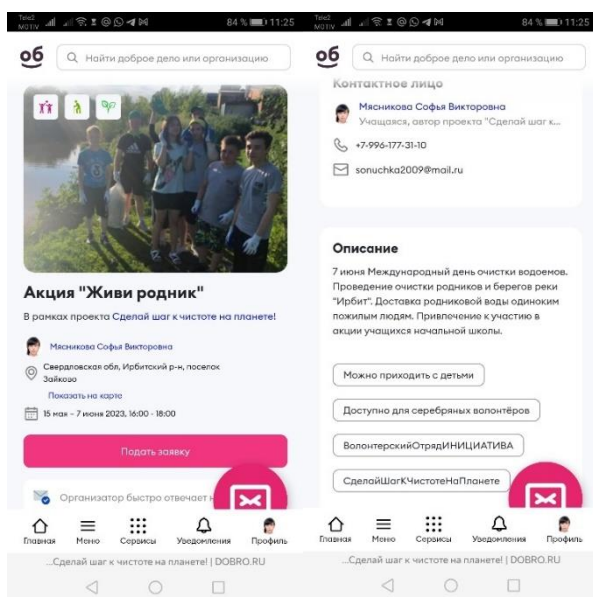 Tele2
MOTIV
84 % 11:25
об
Найти доброе дело или организацию
Акция "Живи родник"
В рамках проекта Сделай шаг к чистоте на планете!
Мясникова Софья Викторовна
Свердловская обл, Ирбитский р-н, поселок
Зайково
Показать на карте
15 мая – 7 июня 2023, 16:00 - 18:00
Подать заявку
Организатор быстро отвечает
Главная Меню Сервисы Уведомления Профиль
...Сделай шаг к чистоте на планете! | DOBRO.RU
Tele2
MOTIV
84 % 11:25
об
Найти доброе дело или организацию
Контактное лицо
Мясникова Софья Викторовна
Учащаяся, автор проекта "Сделай шаг к...
+7-996-177-31-10
sonuchka2009@mail.ru
Описание
7 июня Международный день очистки водоемов.
Проведение очистки родников и берегов реки
"Ирбит". Доставка родниковой воды одиноким
пожилым людям. Привлечение к участию в
акции учащихся начальной школы.
Можно приходить с детьми
Доступно для серебряных волонтёров
ВолонтерскийОтрядИНИЦИАТИВА
СделайШагКЧистотеНаПланете
Главная Меню Сервисы Уведомления Профиль
...Сделай шаг к чистоте на планете! | DOBRO.RU